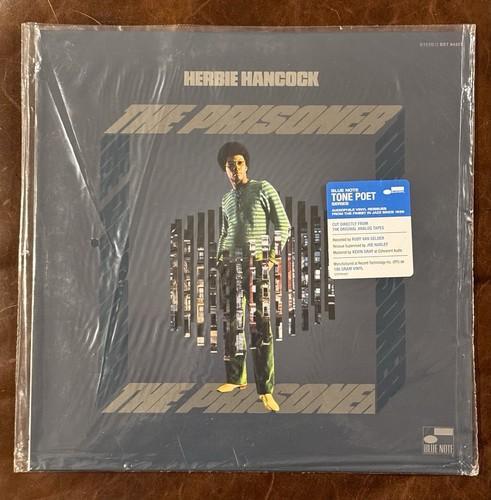 STEREO BST 84321
HERBIE HANCOCK
THE PRISONER
BLUE NOTE
TONE POET
SERIES
AUDIOPHILE VINYL REISSUES
FROM THE FINEST IN JAZZ SINCE 1939
CUT DIRECTLY FROM
THE ORIGINAL ANALOG TAPES
Recorded by RUDY VAN GELDER
Reissue Supervised by JOE HARLEY
Mastered by KEVIN GRAY at Cohearent Audio
Manufactured at Record Technology Inc. (RTI) on
180 GRAM VINYL
THE PRISONER
BLUE NOTE